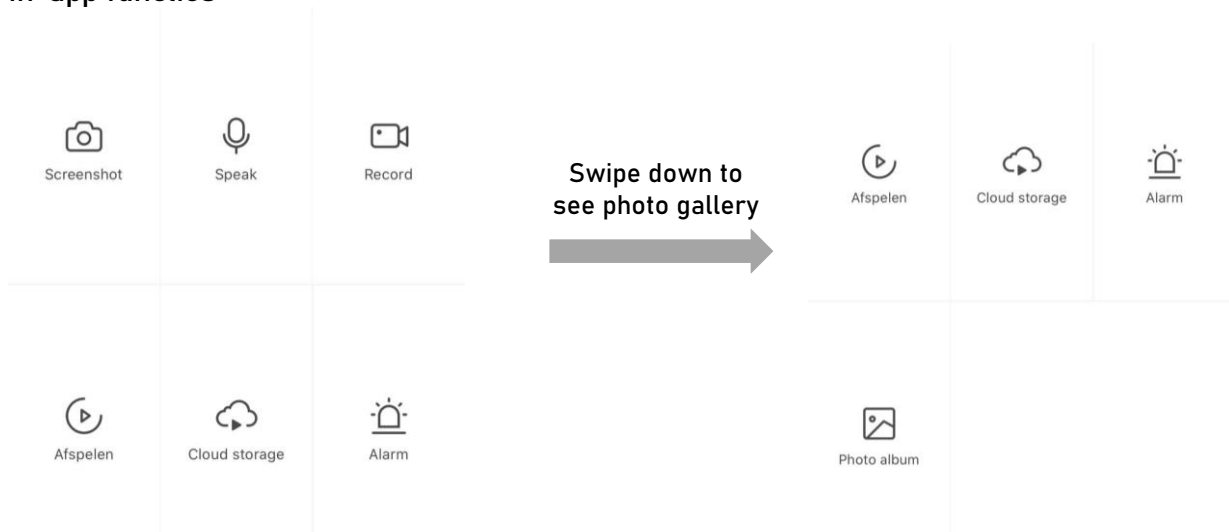 Screenshot
Speak
Record
Afspelen
Cloud storage
Alarm
Swipe down to
see photo gallery
Afspelen
Cloud storage
Alarm
Photo album